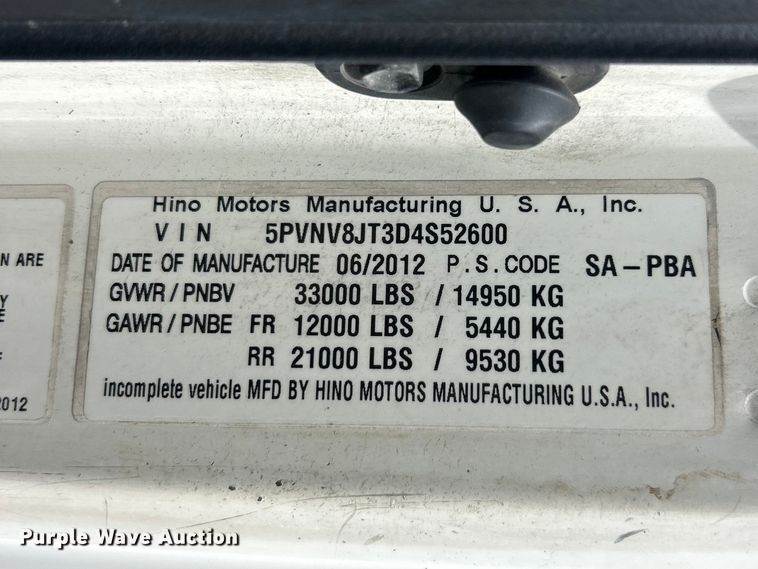 Hino Motors Manufacturing U. S. A., Inc.
VIN 5PVNV8JT3D4S52600
DATE OF MANUFACTURE 06/2012 P.S.CODE SA-PBA
GVWR/PNBV 33000 LBS / 14950 KG
GAWR/PNBE FR 12000 LBS / 5440 KG
RR 21000 LBS / 9530 KG
incomplete vehicle MFD BY HINO MOTORS MANUFACTURING U.S.A., Inc.
N ARE
Y
E
F
2012
Purple Wave Auction